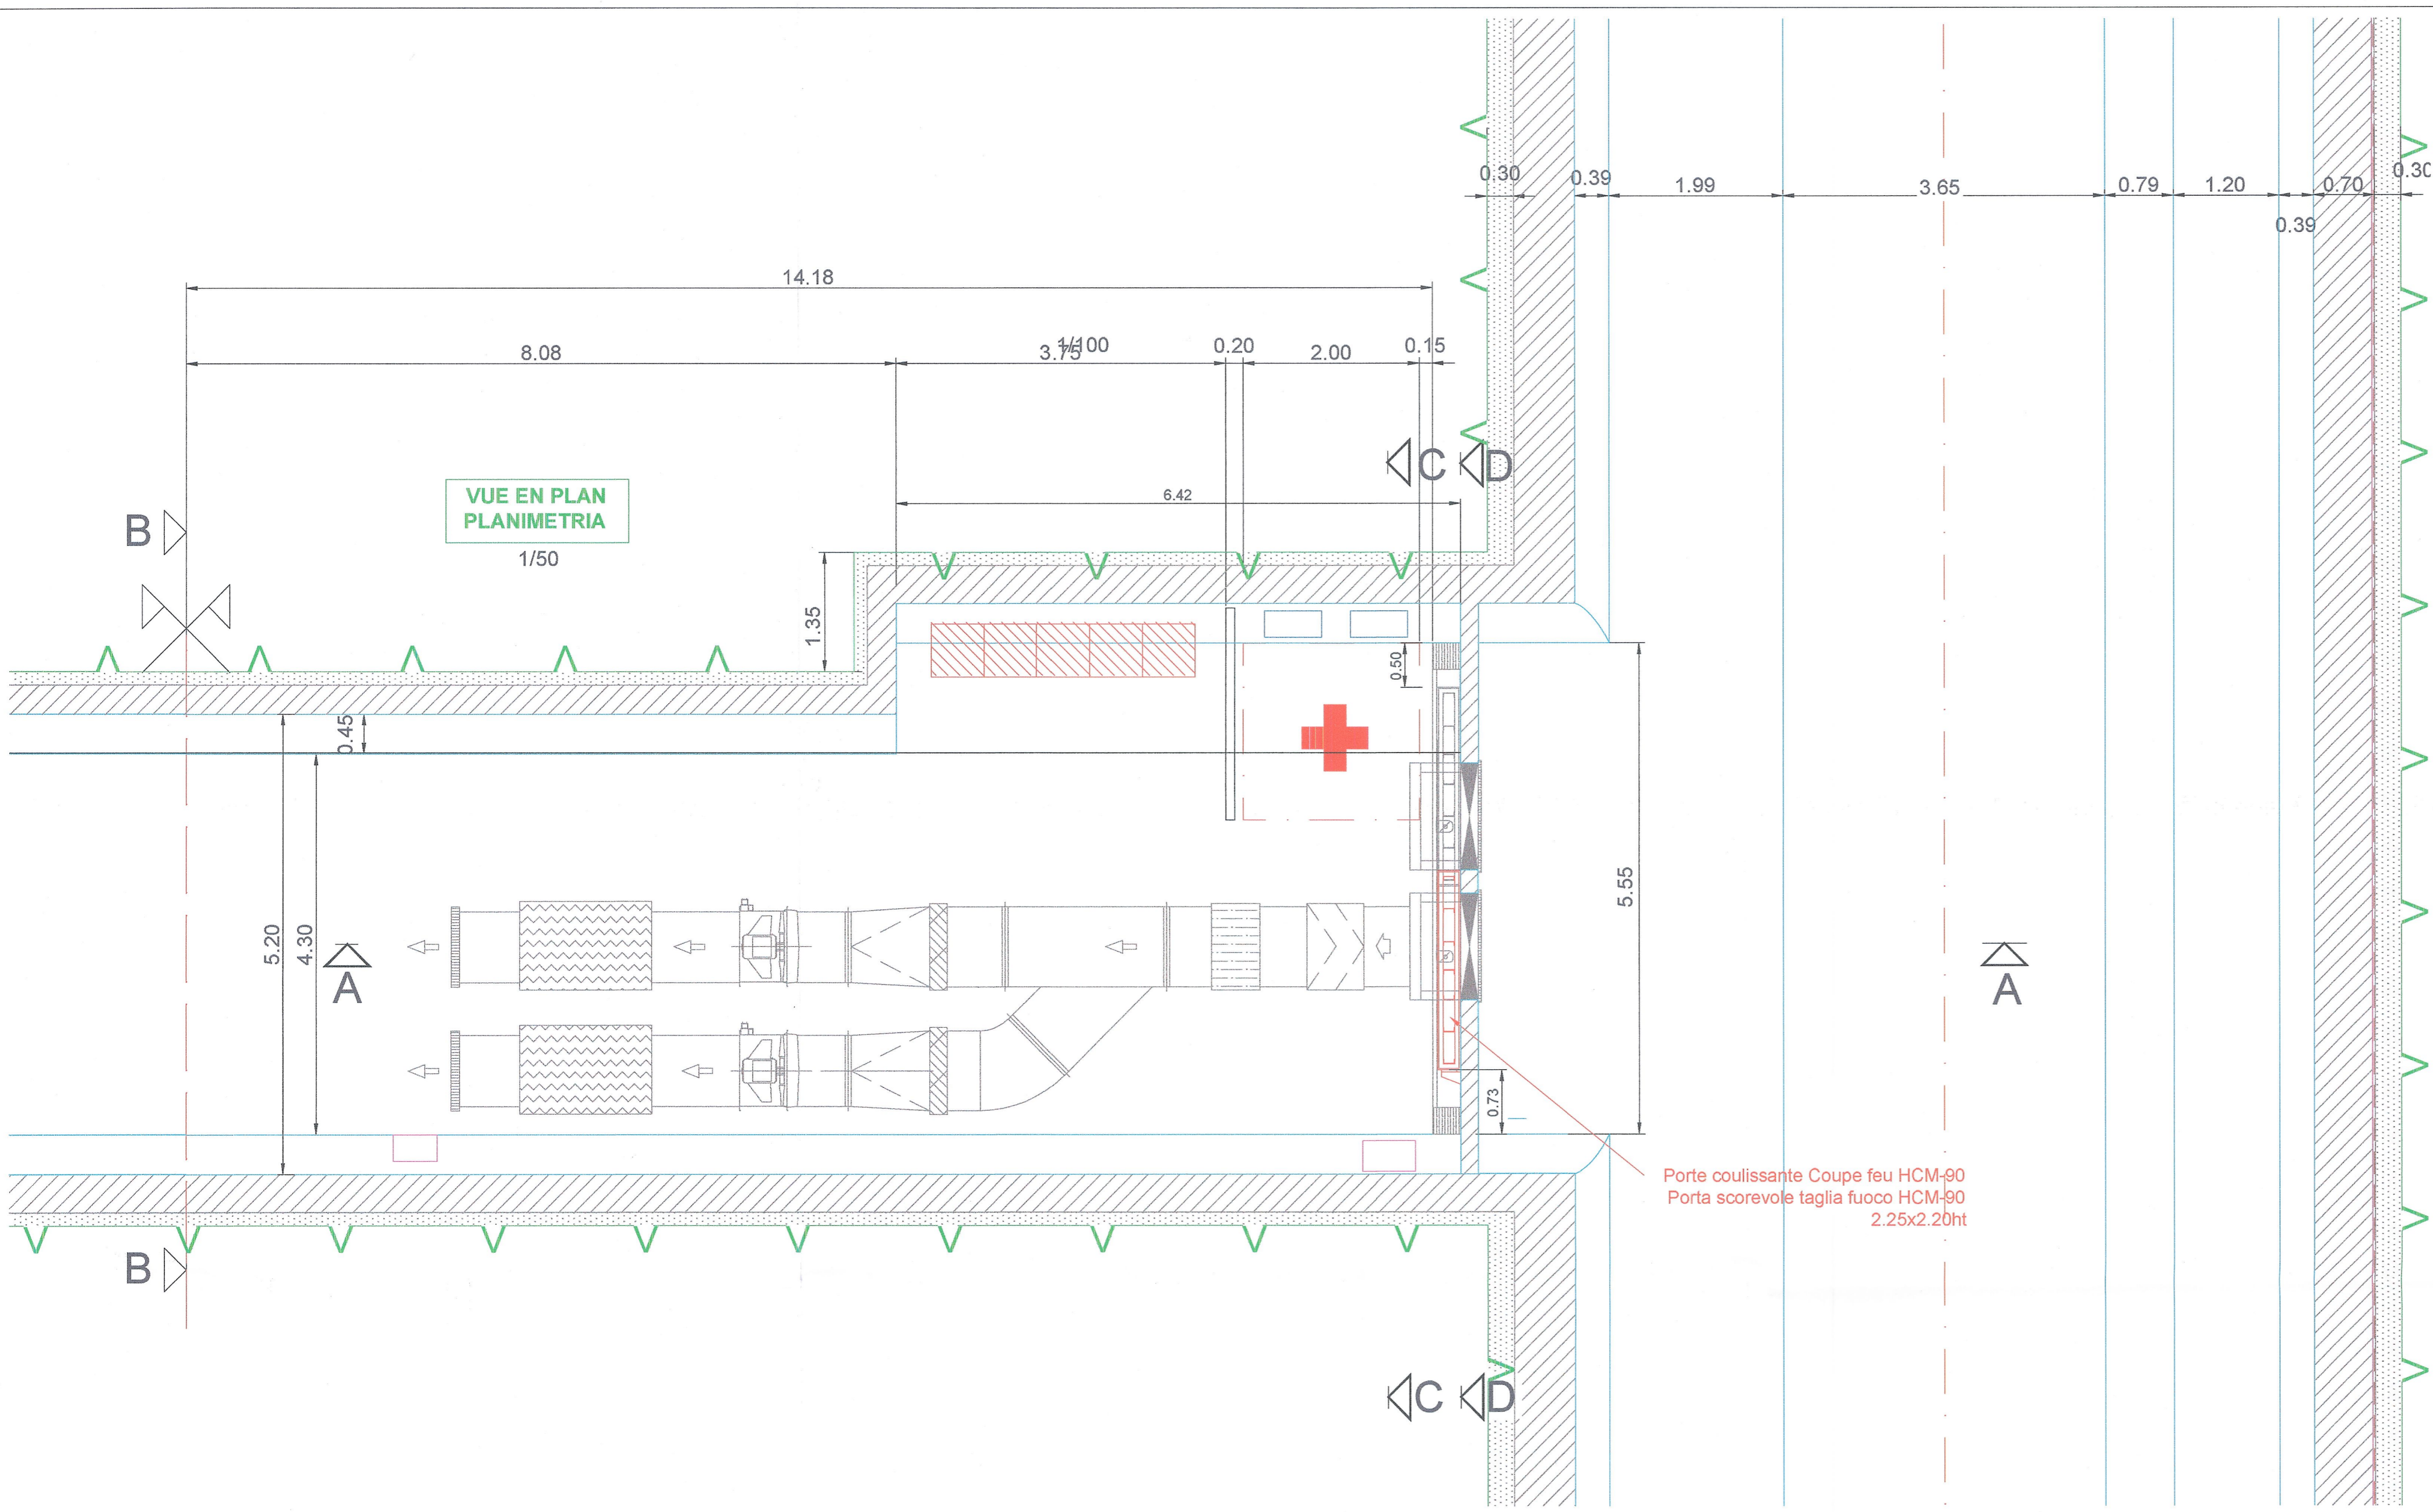 0.30
0.39
1.99
3.65
0.79
1.20
0.39
0.70
0.30
14.18
8.08
3.75
1/100
0.20
2.00
0.15
C
D
6.42
B
VUE EN PLAN
PLANIMETRIA
1/50
1.35
0.50
0.45
5.20
4.30
A
5.55
A
0.73
Porte coulissante Coupe feu HCM-90
Porta scorevole taglia fuoco HCM-90
2.25x2.20ht
B
C
D